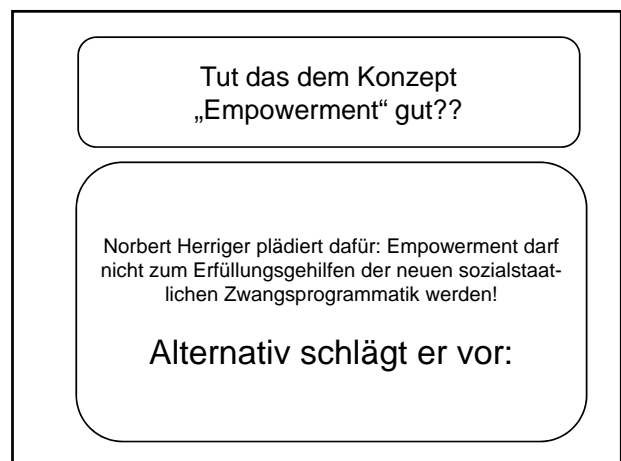 Tut das dem Konzept
„Empowerment“ gut??
Norbert Herriger plädiert dafür: Empowerment darf
nicht zum Erfüllungsgehilfen der neuen sozialstaat-
lichen Zwangsprogrammatik werden!
Alternativ schlägt er vor: